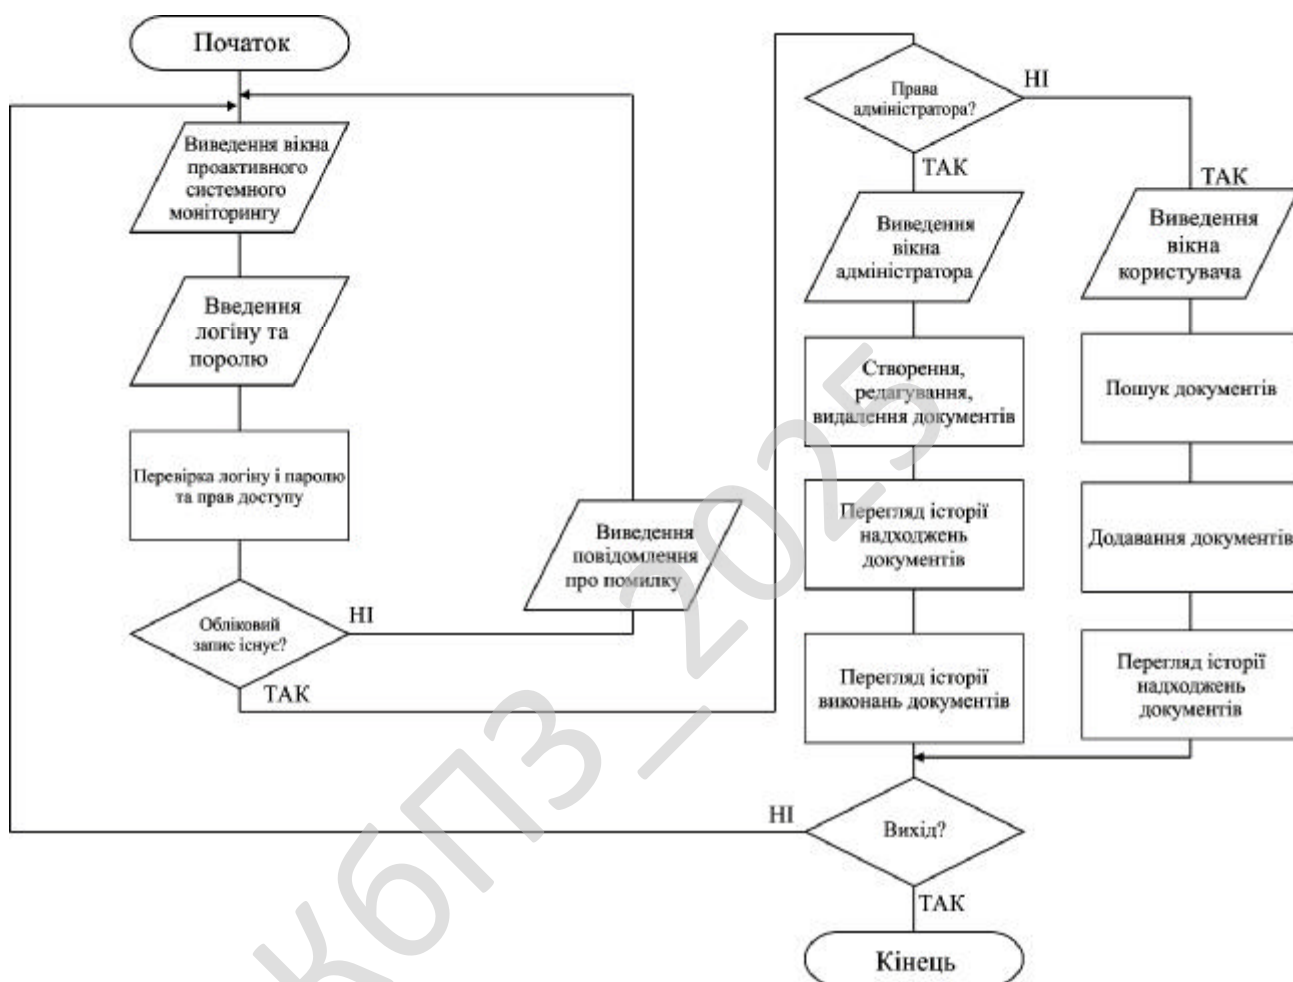 Початок
Виведення вікна
проактивного
системного
моніторингу
Введення
логіну та
поролю
Перевірка логіну і паролю
та прав доступу
Обліковий
запис існує?
НІ
ТАК
Виведення
повідомлення
про помилку
Права
адміністратора?
НІ
ТАК
ТАК
Виведення
вікна
адміністратора
Створення,
редагування,
видалення документів
Перегляд історії
надходжень
документів
Перегляд історії
виконань документів
Виведення
вікна
користувача
Пошук документів
Додавання документів
Перегляд історії
надходжень
документів
Вихід?
НІ
ТАК
Кінець
КбПЗ_2025